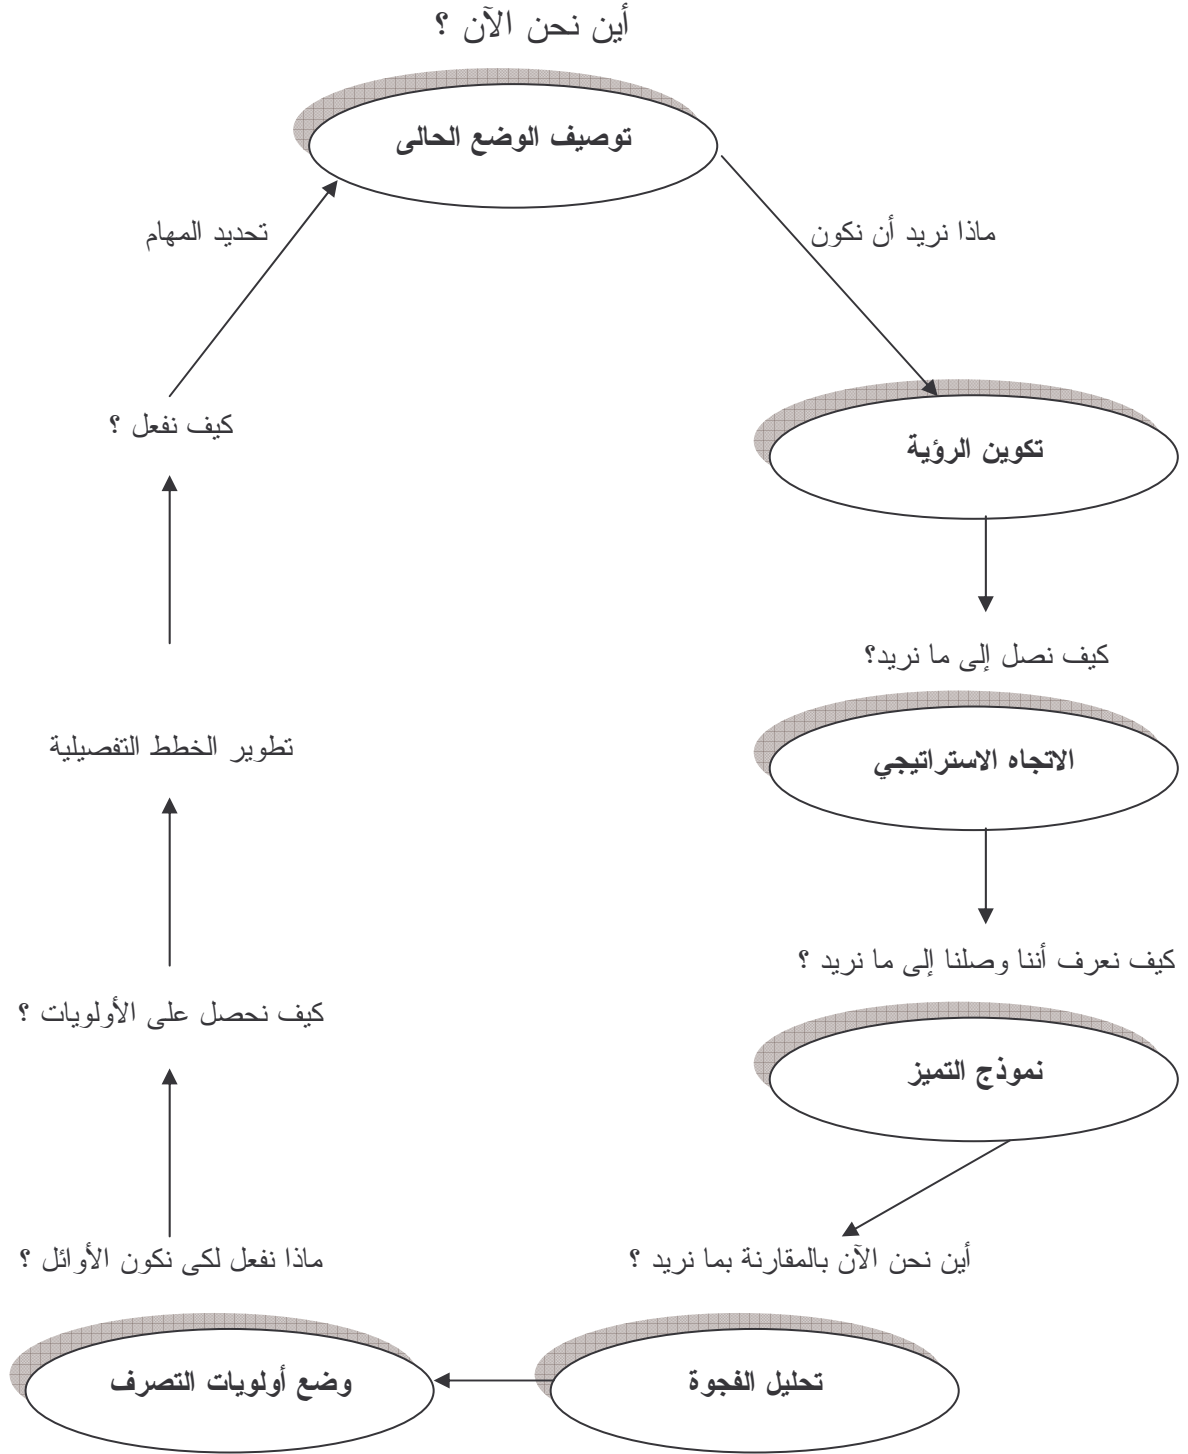 أين نحن الآن ؟
توصيف الوضع الحالى
ماذا نريد أن نكون
تحديد المهام
كيف نفعل ؟
تكوين الرؤية
كيف نصل إلى ما نريد؟
تطوير الخطط التفصيلية
الاتجاه الاستراتيجي
كيف نعرف أننا وصلنا إلى ما نريد ؟
كيف نحصل على الأولويات ؟
نموذج التميز
أين نحن الآن بالمقارنة بما نريد ؟
ماذا نفعل لكى نكون الأوائل ؟
تحليل الفجوة
وضع أولويات التصرف